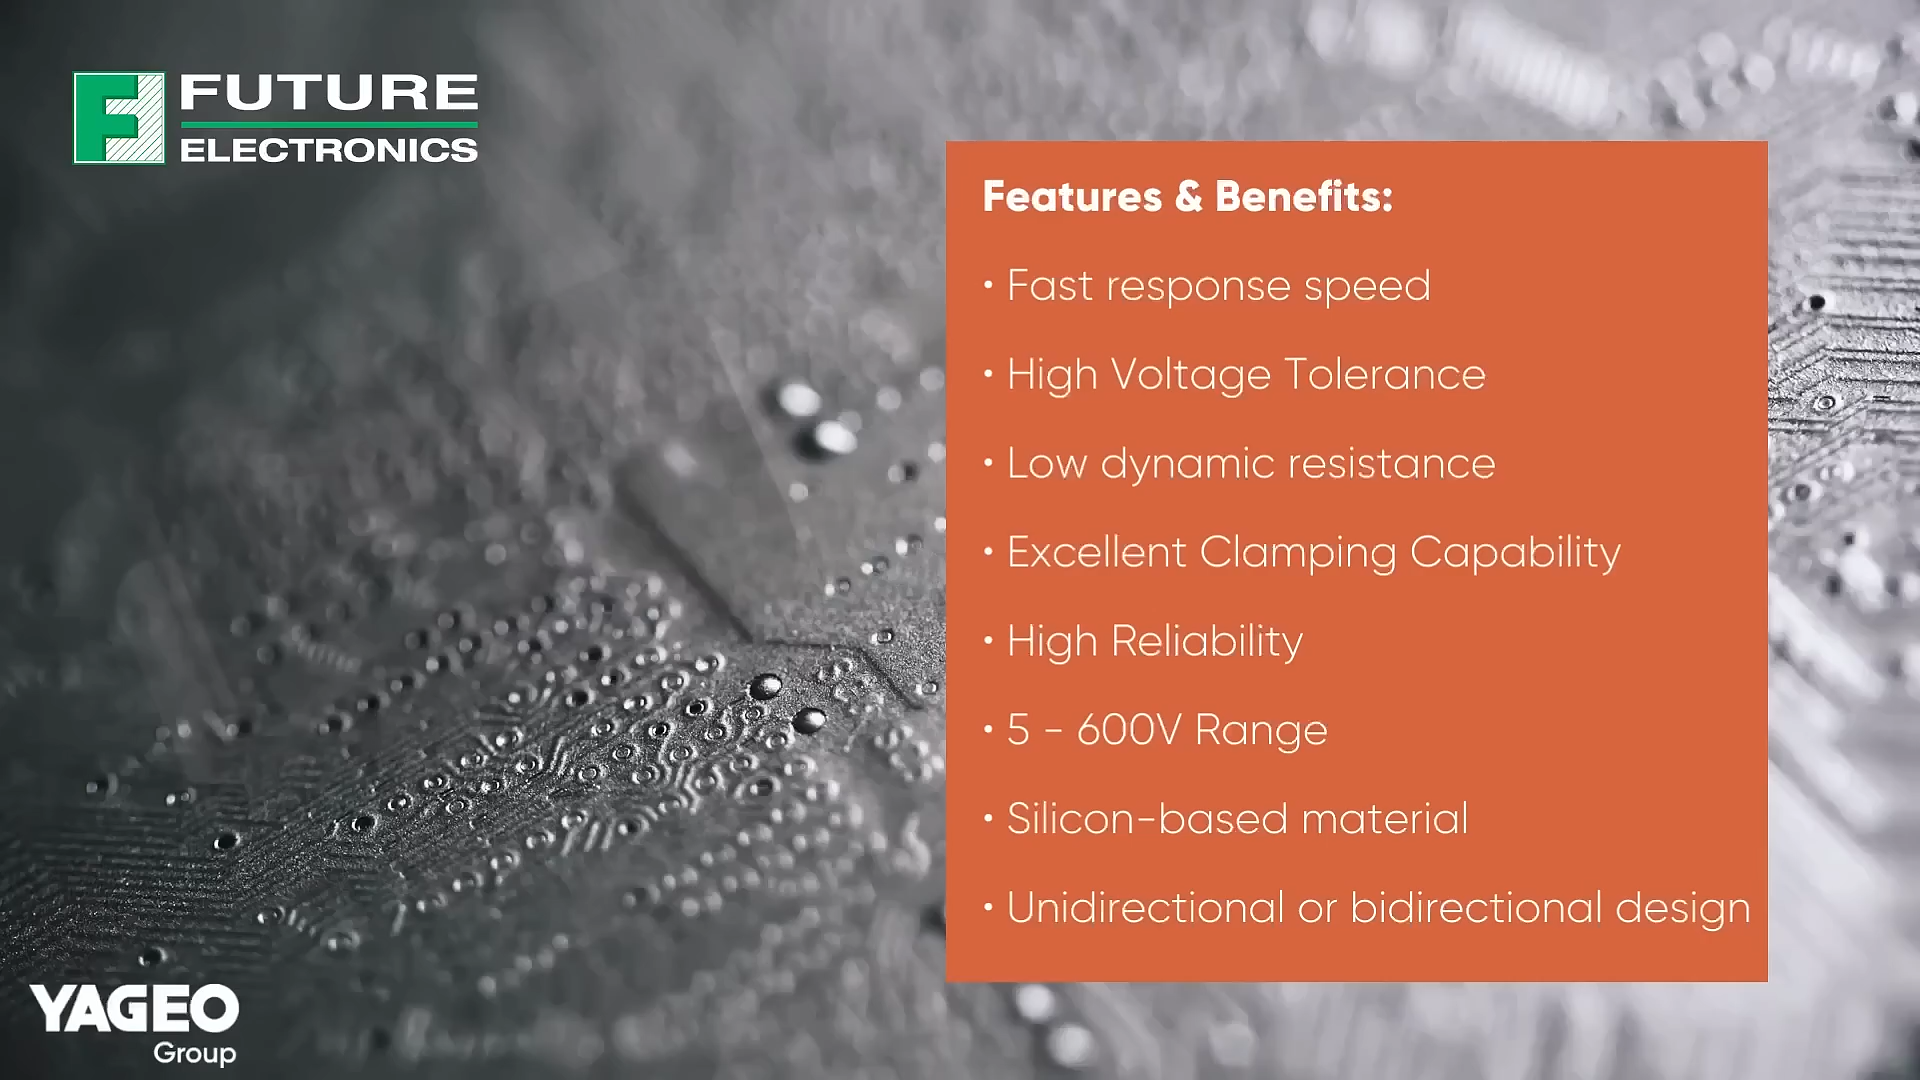 FUTURE
ELECTRONICS
Features & Benefits:
• Fast response speed
• High Voltage Tolerance
• Low dynamic resistance
• Excellent Clamping Capability
• High Reliability
• 5 - 600V Range
• Silicon-based material
• Unidirectional or bidirectional design
YAGEO
Group